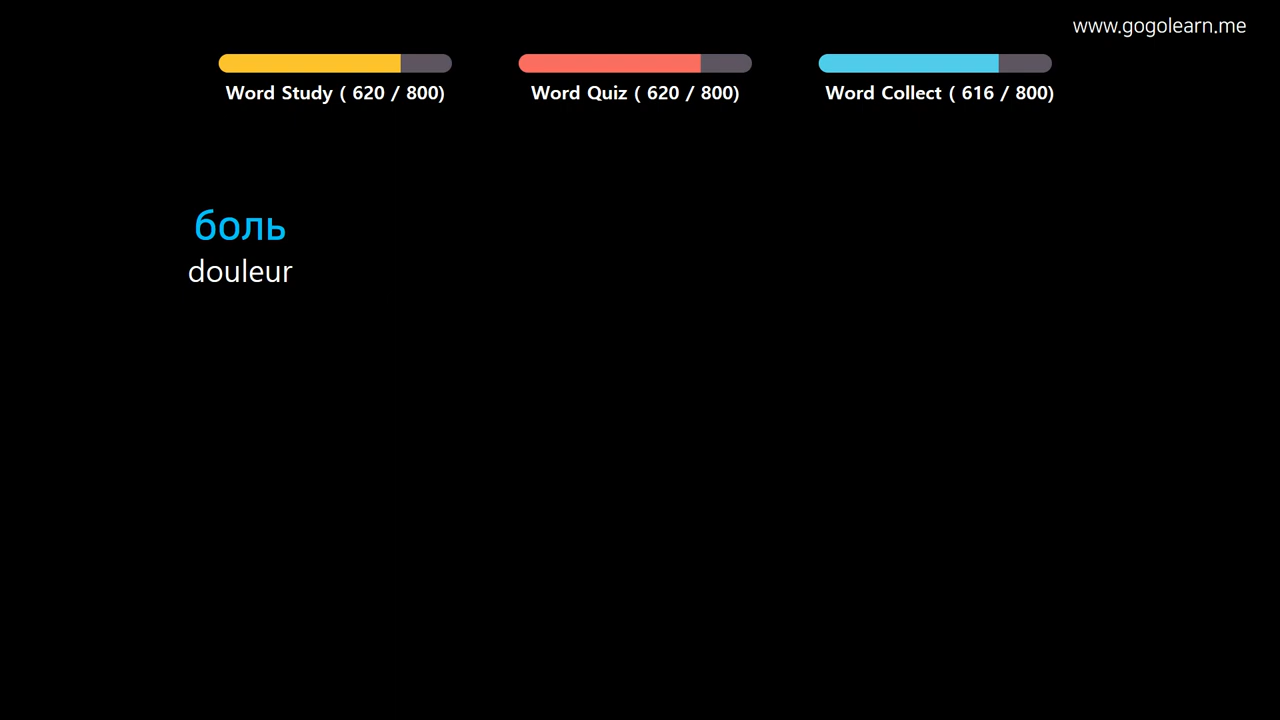 www.gogolearn.me
Word Study ( 620 / 800)
Word Quiz ( 620 / 800)
Word Collect ( 616 / 800)
боль
douleur